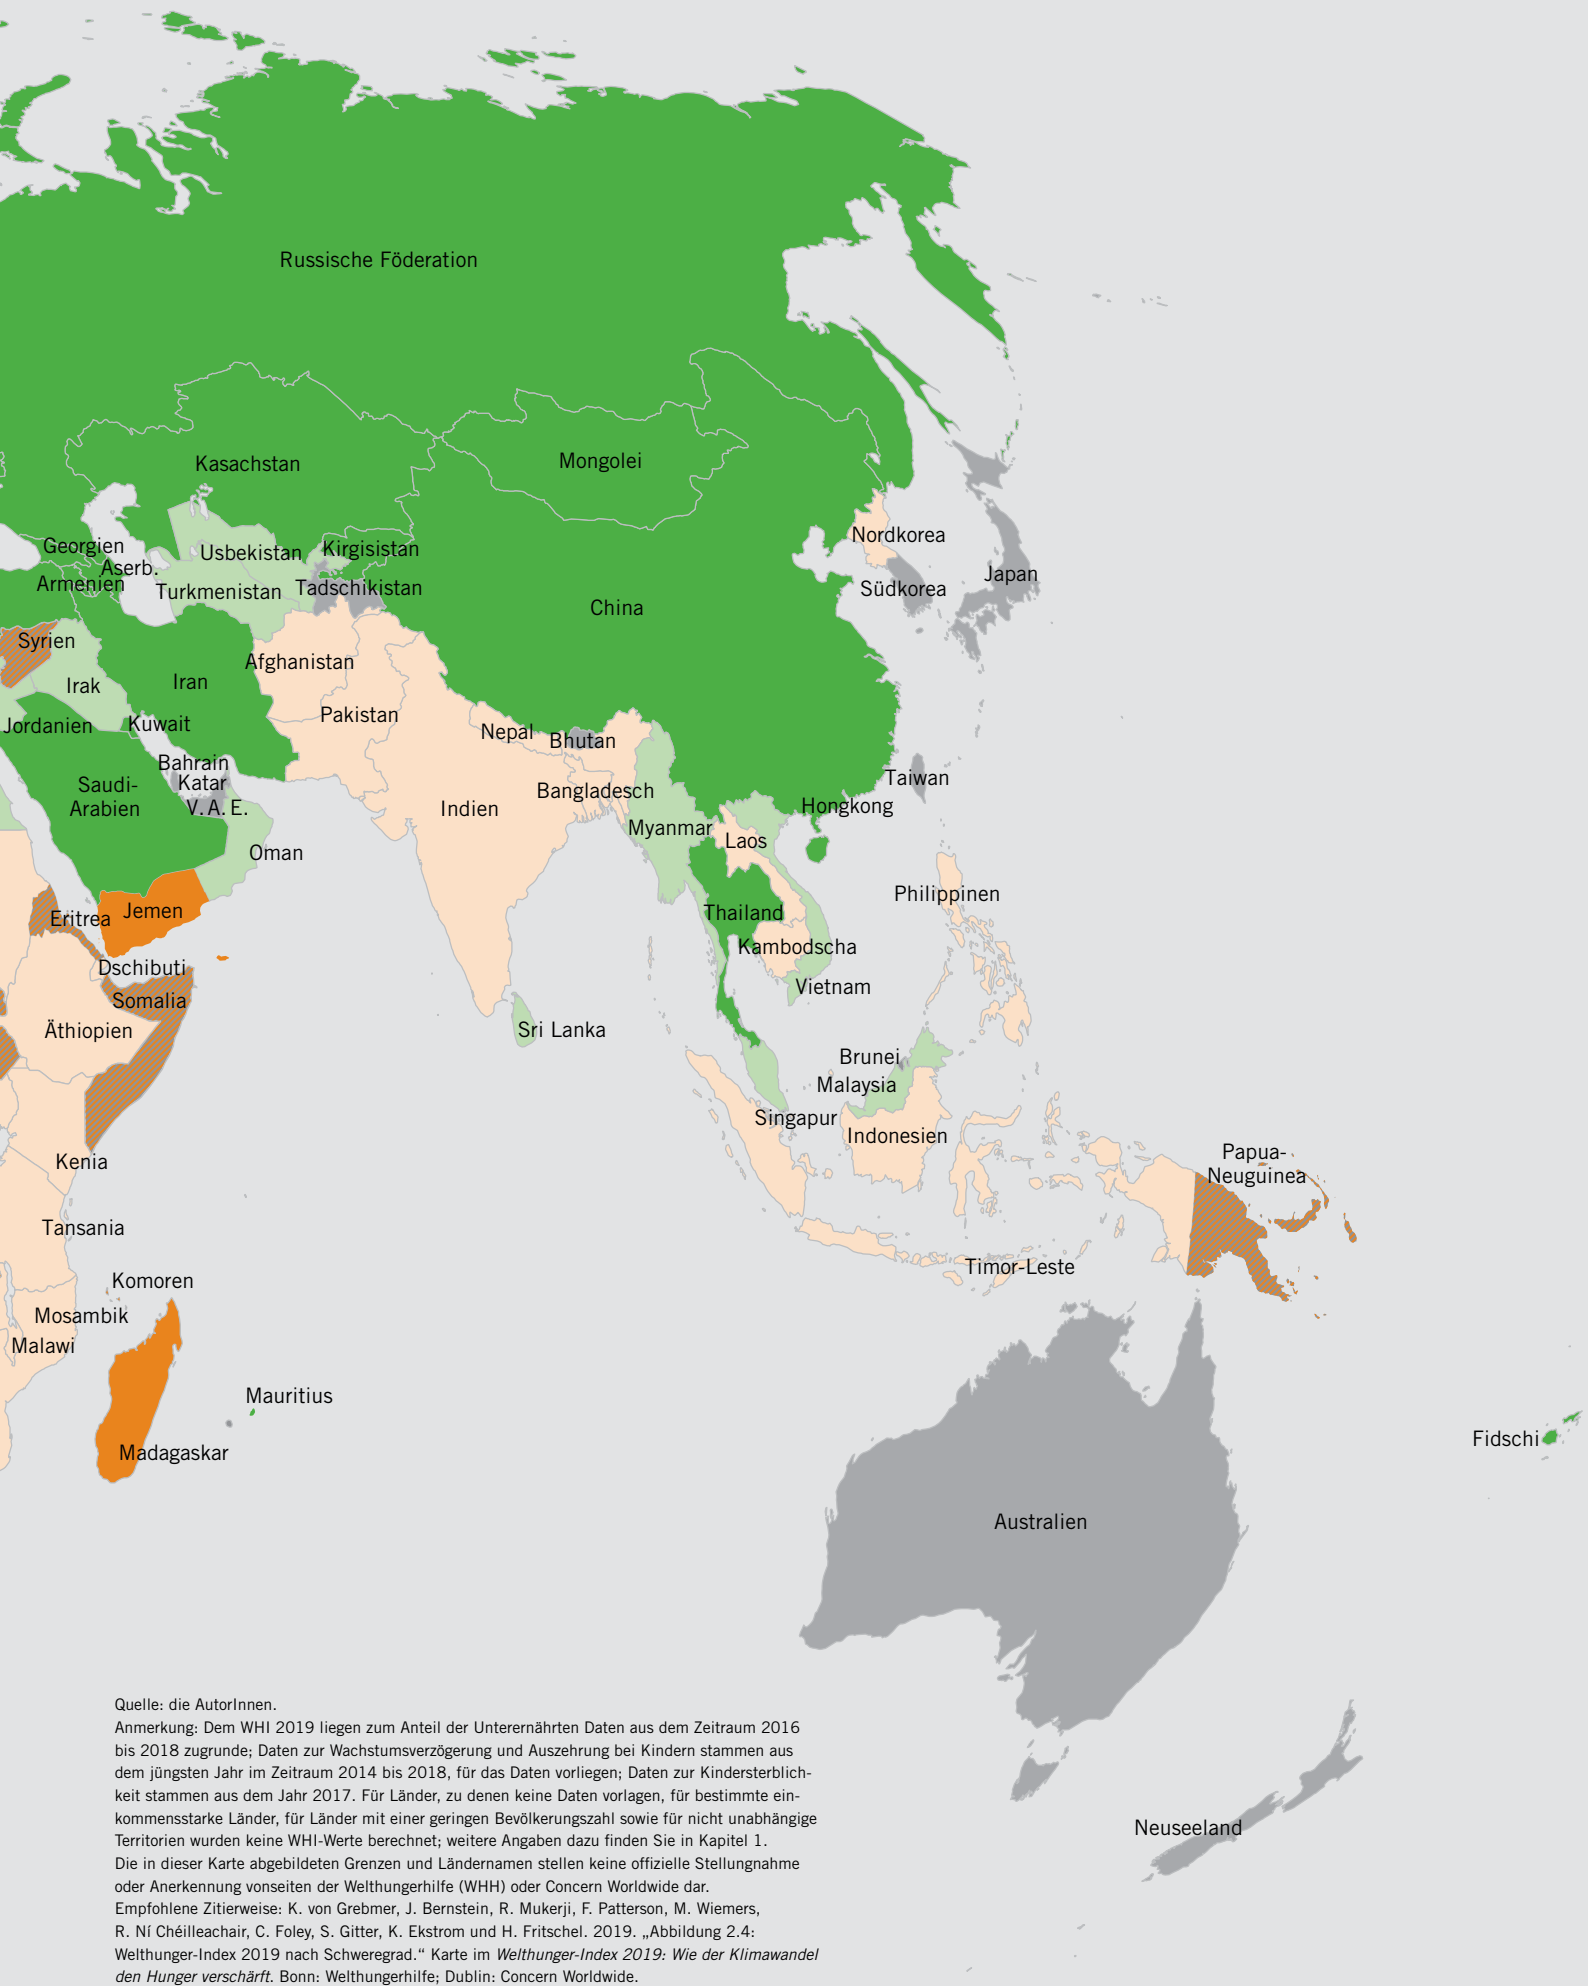 Russische Föderation
Kasachstan
Mongolei
Nordkorea
Georgien
Usbekistan
Kirgisistan
Aserb.
Armenien
Turkmenistan
Tadschikistan
Südkorea
Japan
China
Syrien
Afghanistan
Irak
Iran
Pakistan
Jordanien
Kuwait
Nepal
Bhutan
Bahrain
Katar
Saudi-
Arabien
V. A. E.
Bangladesch
Indien
Taiwan
Hongkong
Myanmar
Laos
Oman
Philippinen
Eritrea
Jemen
Thailand
Kambodscha
Dschibuti
Vietnam
Somalia
Äthiopien
Sri Lanka
Brunei
Malaysia
Singapur
Indonesien
Papua-
Neuguinea
Kenia
Tansania
Timor-Leste
Komoren
Mosambik
Malawi
Mauritius
Madagaskar
Fidschi
Australien
Neuseeland
Quelle: die AutorInnen.
Anmerkung: Dem WHI 2019 liegen zum Anteil der Unterernährten Daten aus dem Zeitraum 2016
bis 2018 zugrunde; Daten zur Wachstumsverzögerung und Auszehrung bei Kindern stammen aus
dem jüngsten Jahr im Zeitraum 2014 bis 2018, für das Daten vorliegen; Daten zur Kindersterblich-
keit stammen aus dem Jahr 2017. Für Länder, zu denen keine Daten vorlagen, für bestimmte ein-
kommensstarke Länder, für Länder mit einer geringen Bevölkerungszahl sowie für nicht unabhängige
Territorien wurden keine WHI-Werte berechnet; weitere Angaben dazu finden Sie in Kapitel 1.
Die in dieser Karte abgebildeten Grenzen und Ländernamen stellen keine offizielle Stellungnahme
oder Anerkennung vonseiten der Welthungerhilfe (WHH) oder Concern Worldwide dar.
Empfohlene Zitierweise: K. von Grebmer, J. Bernstein, R. Mukerji, F. Patterson, M. Wiemers,
R. Ní Chéilleachair, C. Foley, S. Gitter, K. Ekstrom und H. Fritschel. 2019. „Abbildung 2.4:
Welthunger-Index 2019 nach Schweregrad.“ Karte im Welthunger-Index 2019: Wie der Klimawandel
den Hunger verschärft. Bonn: Welthungerhilfe; Dublin: Concern Worldwide.